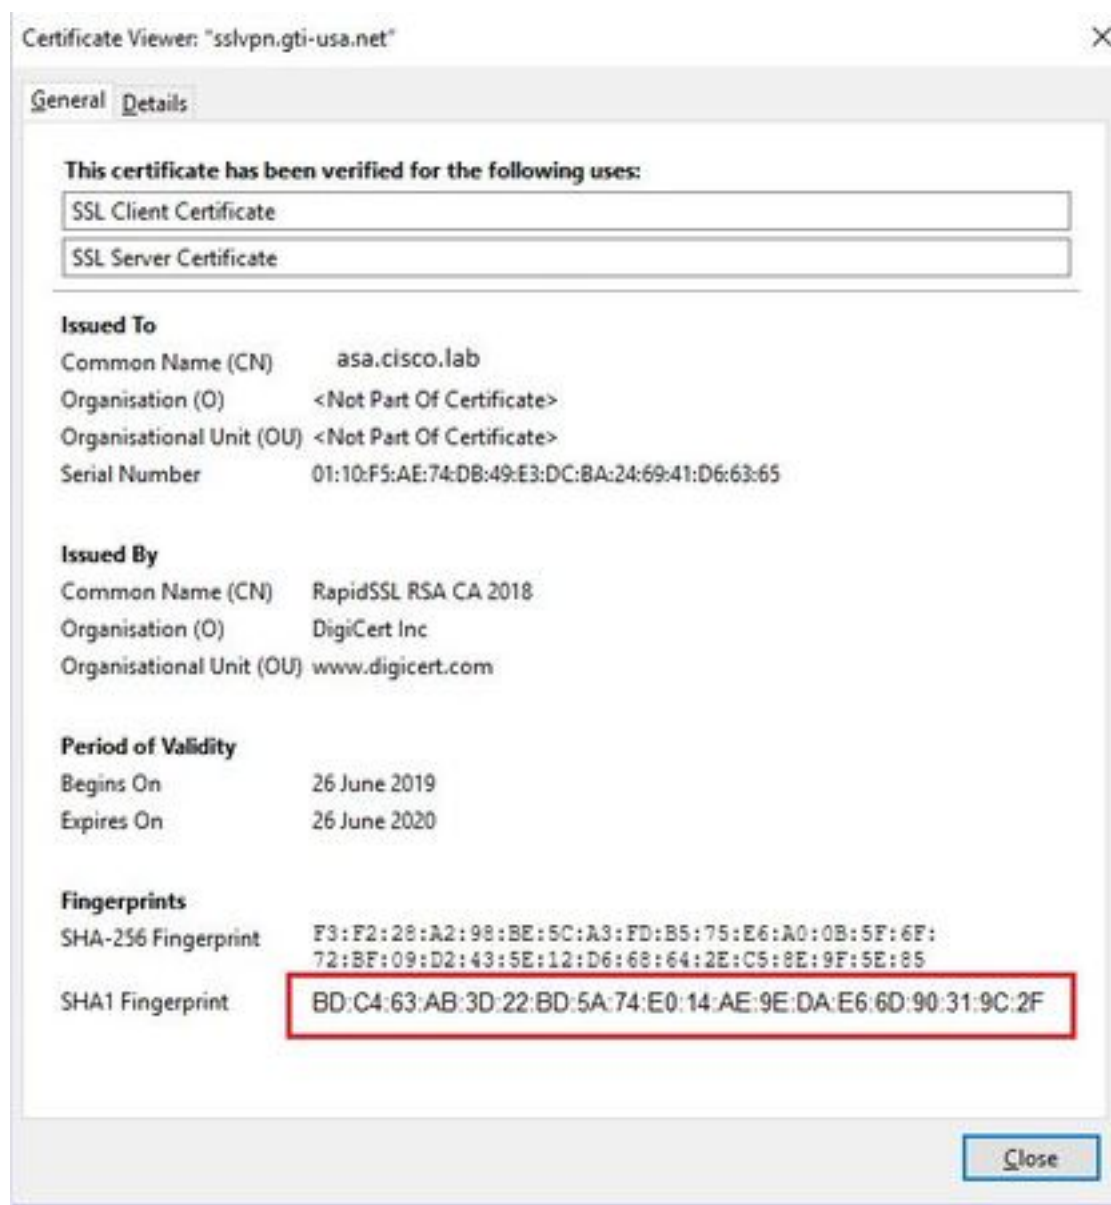 Certificate Viewer: "sslvpn.gti-usa.net"
General Details
This certificate has been verified for the following uses:
SSL Client Certificate
SSL Server Certificate
Issued To
Common Name (CN) asa.cisco.lab
Organisation (O) <Not Part Of Certificate>
Organisational Unit (OU) <Not Part Of Certificate>
Serial Number 01:10:F5:AE:74:DB:49:E3:DC:BA:24:69:41:D6:63:65
Issued By
Common Name (CN) RapidSSL RSA CA 2018
Organisation (O) DigiCert Inc
Organisational Unit (OU) www.digicert.com
Period of Validity
Begins On 26 June 2019
Expires On 26 June 2020
Fingerprints
SHA-256 Fingerprint F3:F2:28:A2:98:BE:5C:A3:FD:B5:75:E6:A0:0B:5F:6F:
72:BF:09:D2:43:5E:12:D6:68:64:2E:C5:8E:9F:5E:85
SHA1 Fingerprint BD:C4:63:AB:3D:22:BD:5A:74:E0:14:AE:9E:DA:E6:6D:90:31:9C:2F
Close